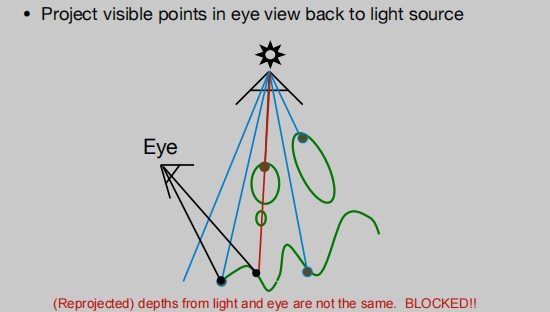 • Project visible points in eye view back to light source
Eye
(Reprojected) depths from light and eye are not the same. BLOCKED!!